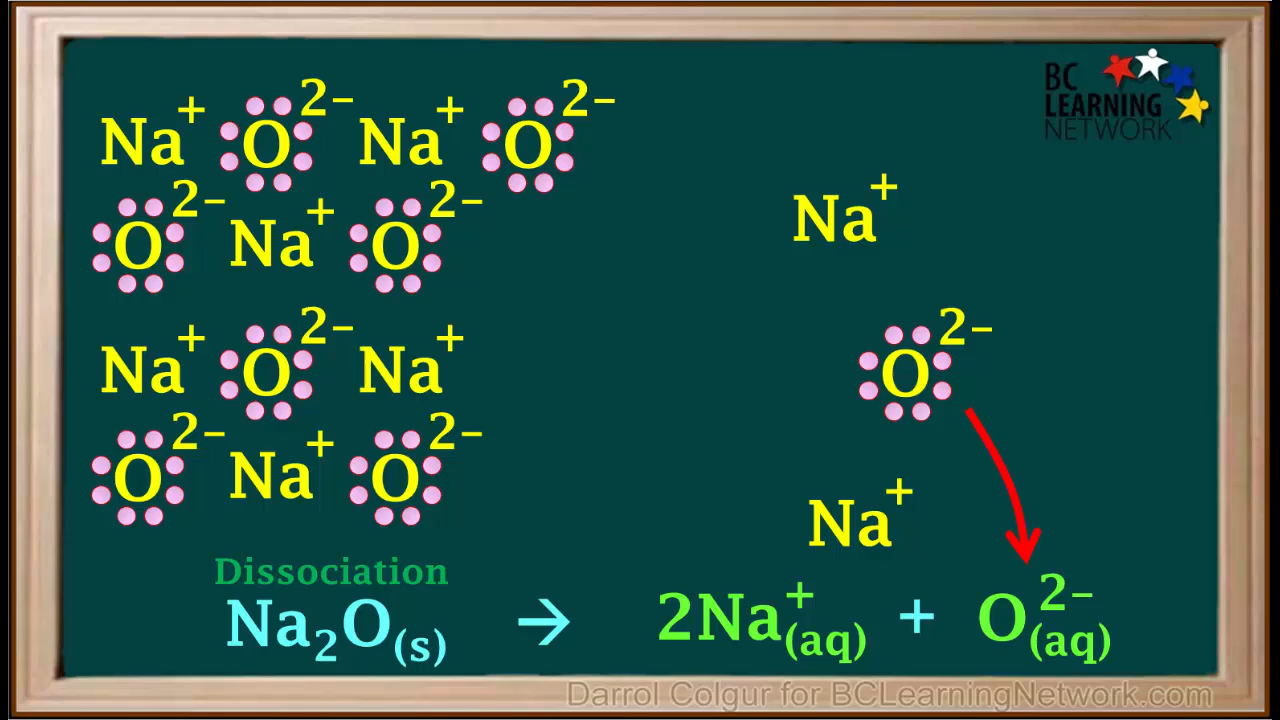 BC
LEARNING
NETWORK
Na⁺ O²⁻ Na⁺ O²⁻
O²⁻ Na⁺ O²⁻
Na⁺
Na⁺ O²⁻ Na⁺
O²⁻
O²⁻ Na⁺ O²⁻
Na⁺
Dissociation
Na₂O₍s₎ → 2Na⁺(aq) + O²⁻(aq)
Darrol Colgur for BCLearningNetwork.com